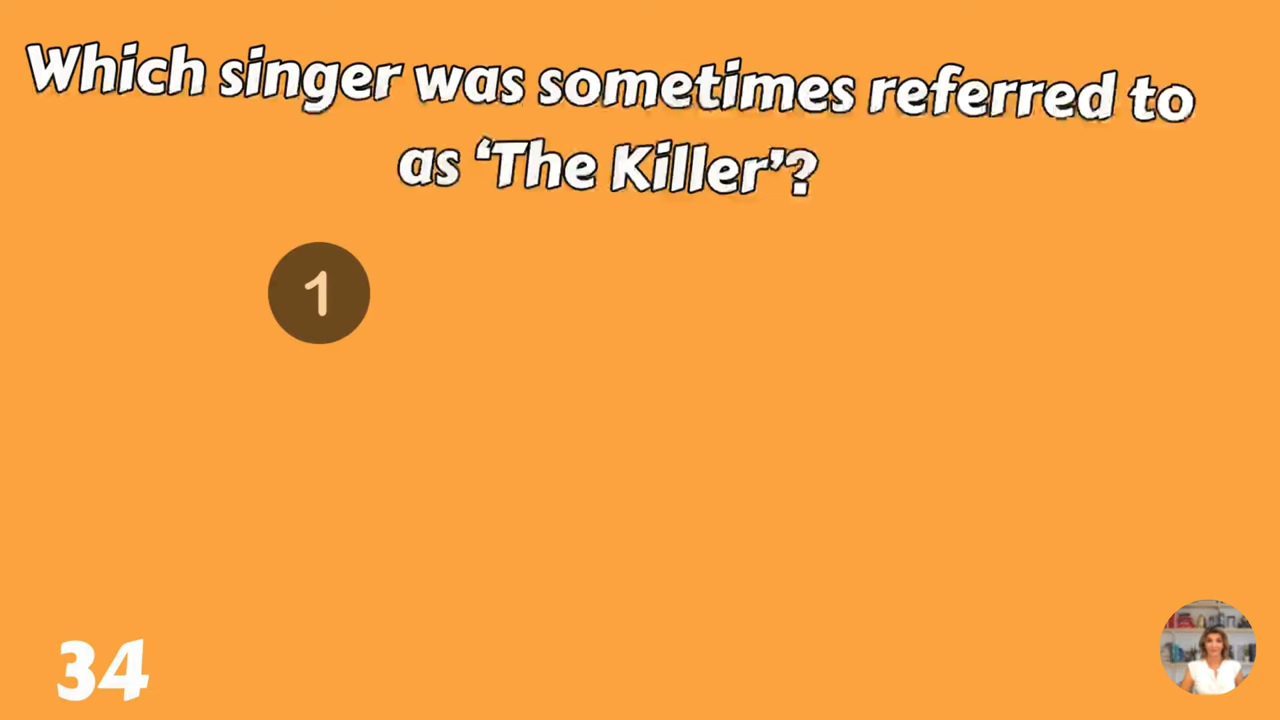 Which singer was sometimes referred to
as ‘The Killer’?
1
34